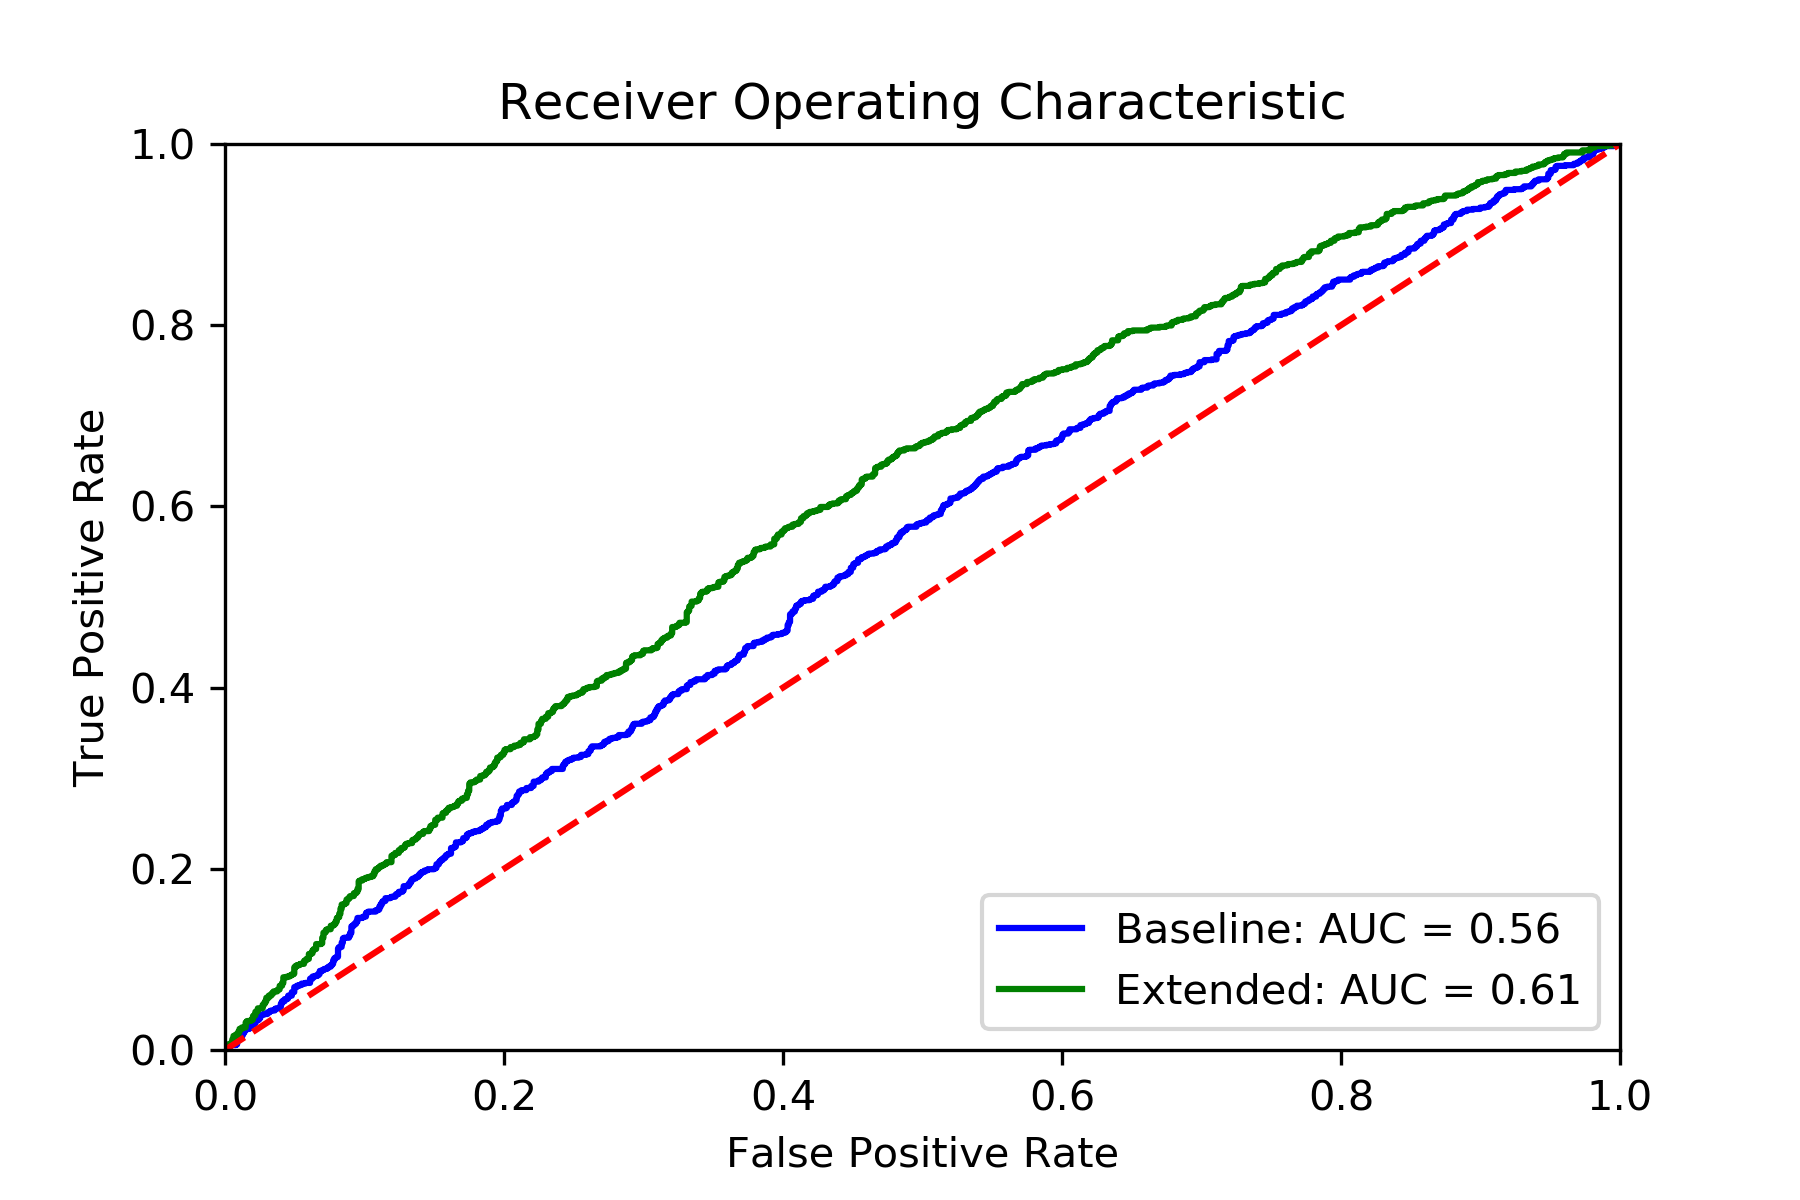 Receiver Operating Characteristic
1.0
0.8
0.6
0.4
0.2
0.0
True Positive Rate
Baseline: AUC = 0.56
Extended: AUC = 0.61
0.0 0.2 0.4 0.6 0.8 1.0
False Positive Rate